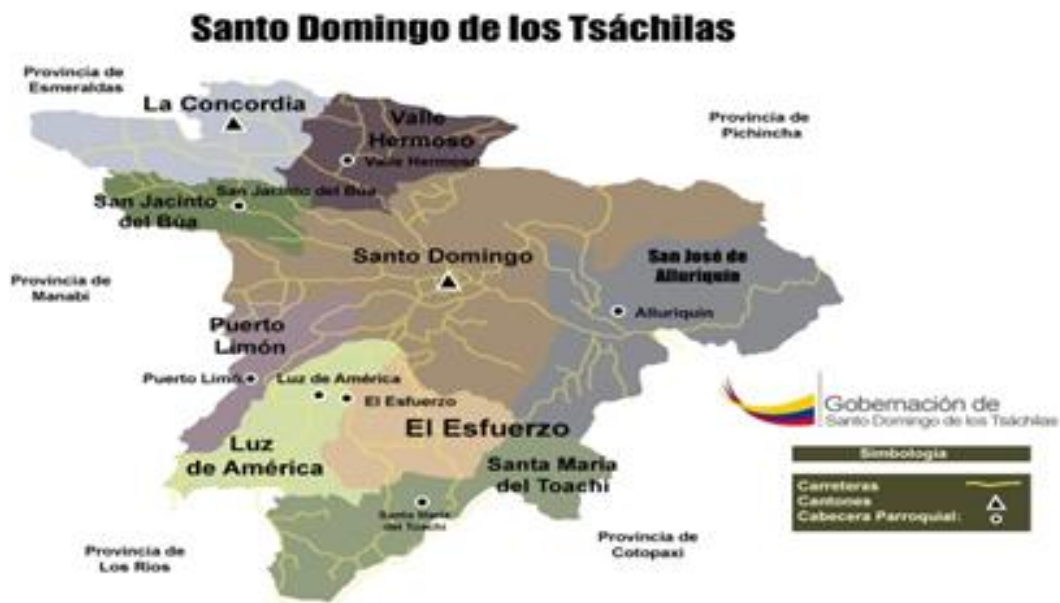 Santo Domingo de los Tsáchilas
Provincia de
Esmeraldas
La Concordia
Valle
Hermoso
Valle Hermoso
Provincia de
Pichincha
San Jacinto del Búa
San Jacinto
del Búa
Santo Domingo
San José de
Alluriquín
Alluriquín
Provincia de
Manabí
Puerto
Limón
Puerto Limón
Luz de América
El Esfuerzo
El Esfuerzo
Luz
de América
Santa Maria
del Toachi
Santa Maria
del Toachi
Provincia de
Los Rios
Provincia de
Cotopaxi
Gobernación de
Santo Domingo de los Tsáchilas
Simbología
Carreteras
Cantones
Cabecera Parroquial: